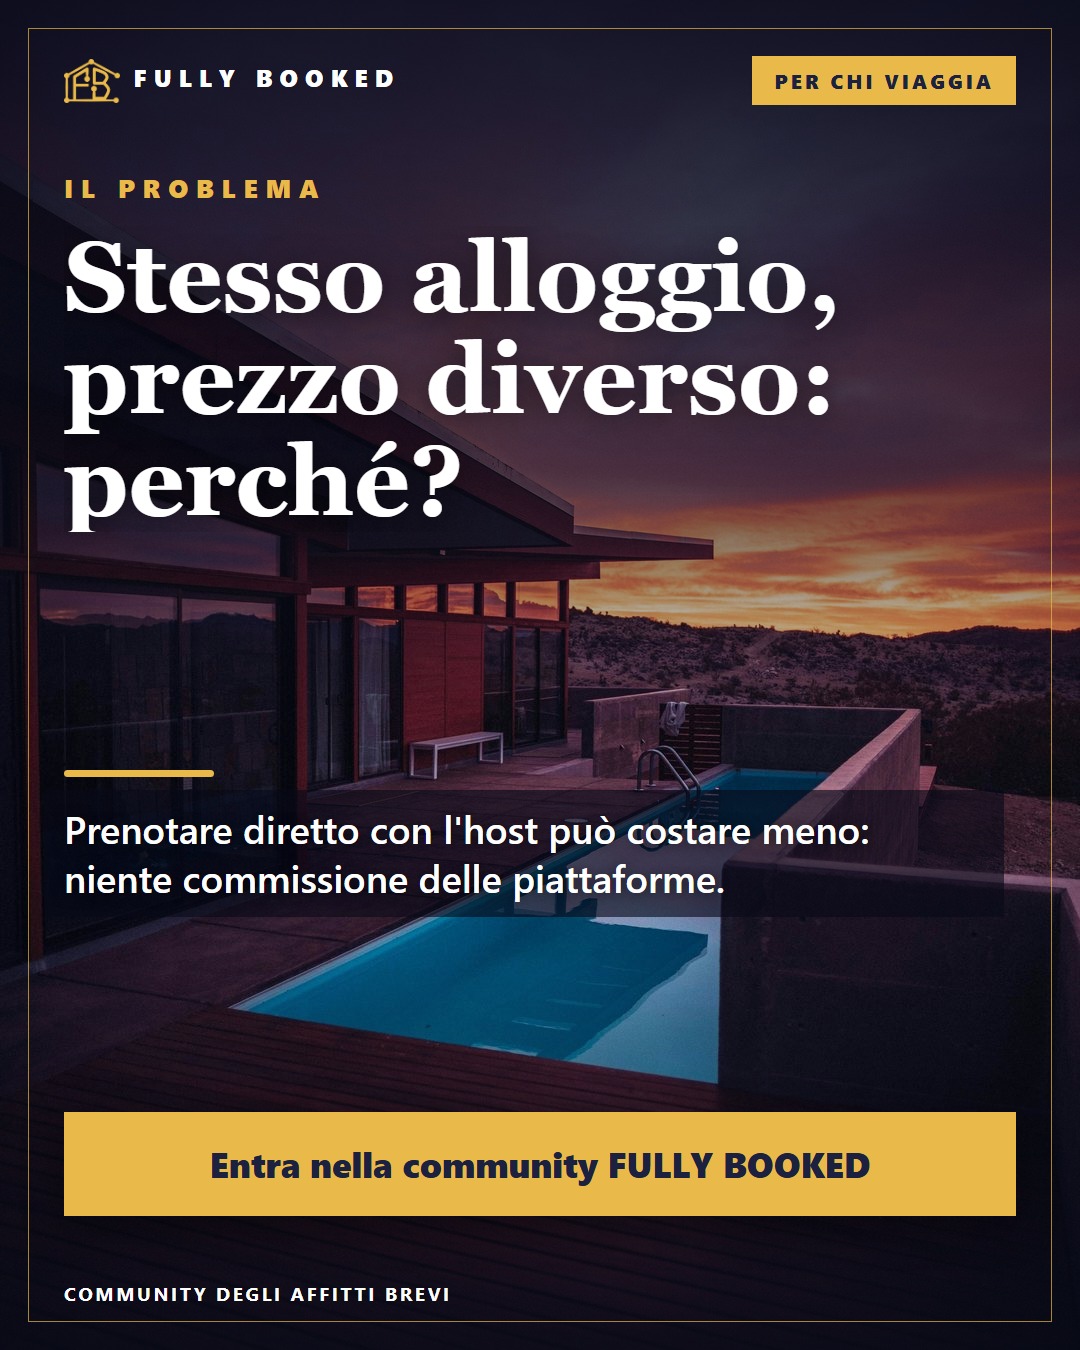 FB FULLY BOOKED
PER CHI VIAGGIA
IL PROBLEMA
Stesso alloggio,
prezzo diverso:
perché?
Prenotare diretto con l'host può costare meno:
niente commissione delle piattaforme.
Entra nella community FULLY BOOKED
COMMUNITY DEGLI AFFITTI BREVI